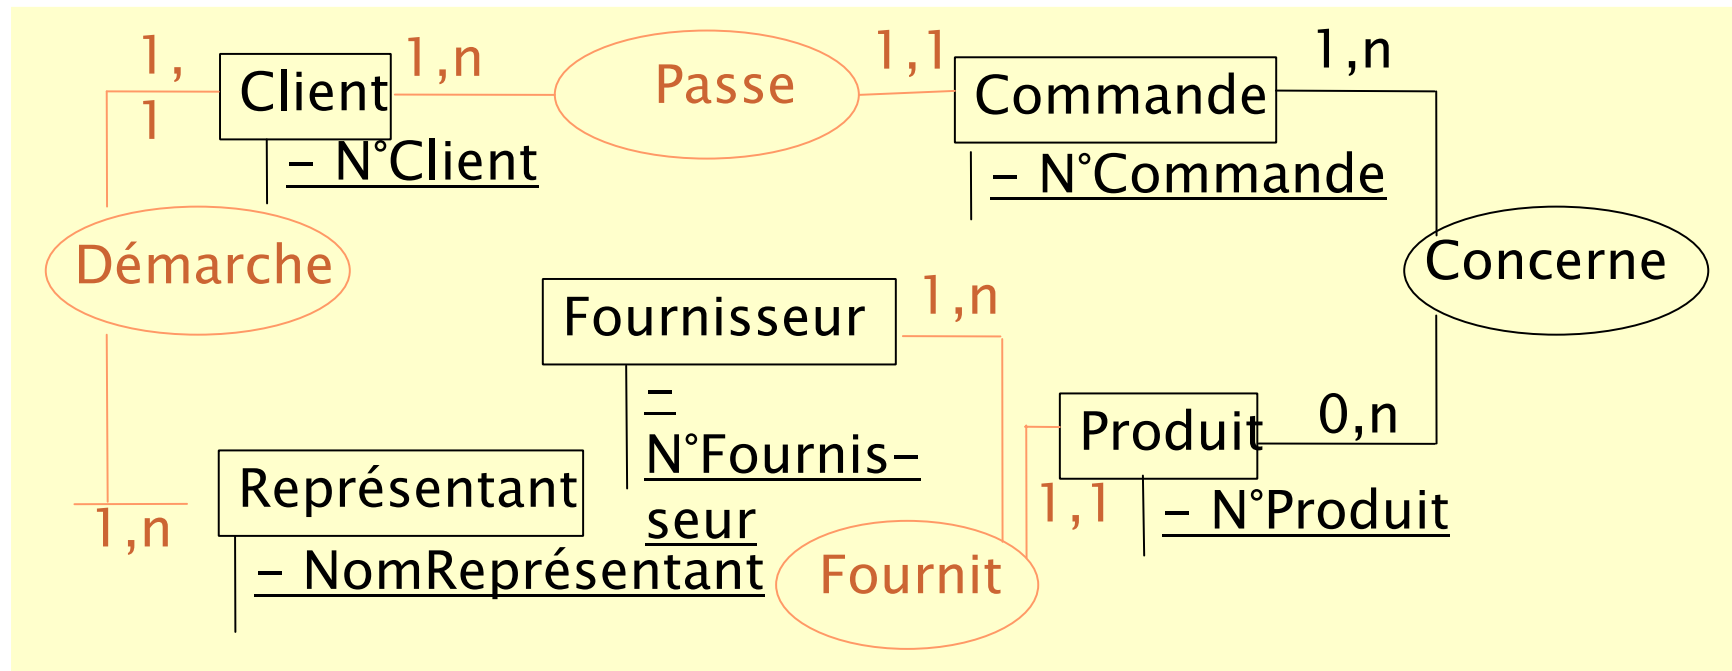 1,
1
Client
1,n
Passe
1,1
Commande
1,n
- N°Client
- N°Commande
Démarche
Concerne
Fournisseur
1,n
-
N°Fournis-
seur
Produit
0,n
1,1
- N°Produit
Représentant
1,n
- NomReprésentant
Fournit